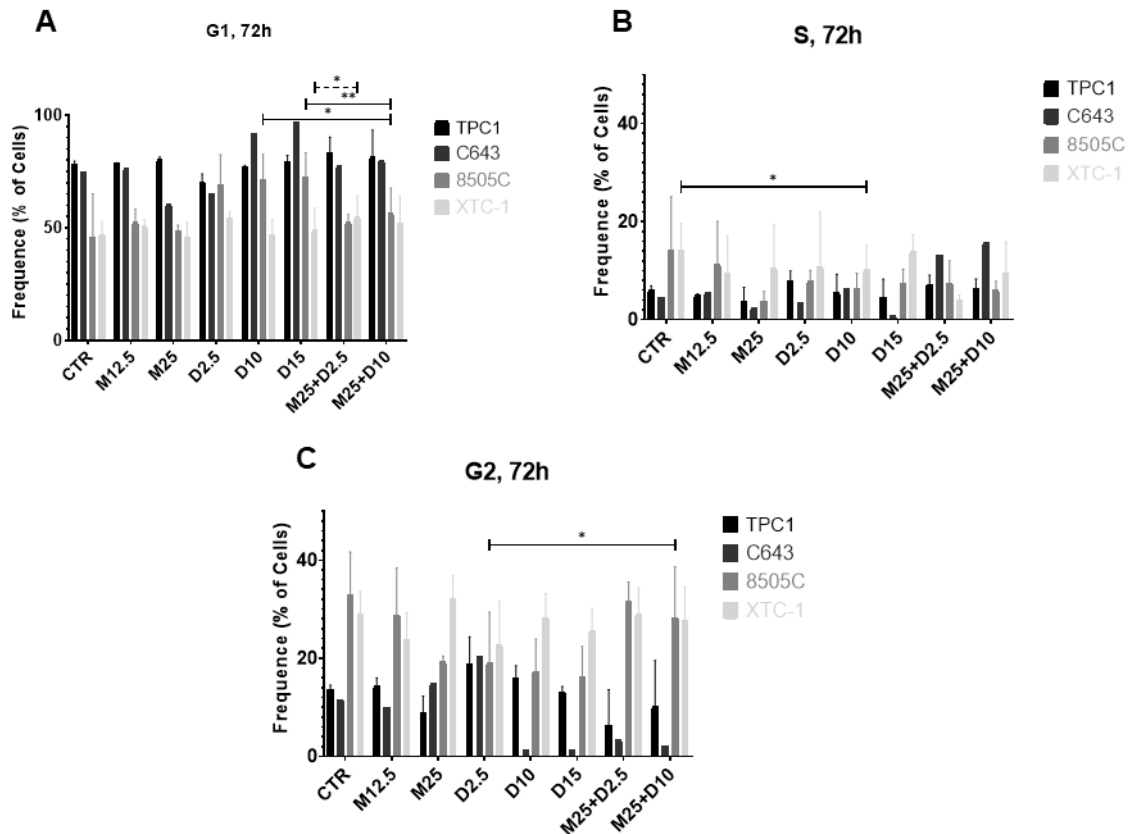 A
G1, 72h
*
**
*
Frequence (% of Cells)
100
50
0
CTR
M12.5
M25
D2.5
D10
D15
M25+D2.5
M25+D10
TPC1
C643
8505C
XTC-1
B
S, 72h
*
Frequence (% of Cells)
40
20
0
CTR
M12.5
M25
D2.5
D10
D15
M25+D2.5
M25+D10
TPC1
C643
8505C
XTC-1
C
G2, 72h
*
Frequence (% of Cells)
40
20
0
CTR
M12.5
M25
D2.5
D10
D15
M25+D2.5
M25+D10
TPC1
C643
8505C
XTC-1